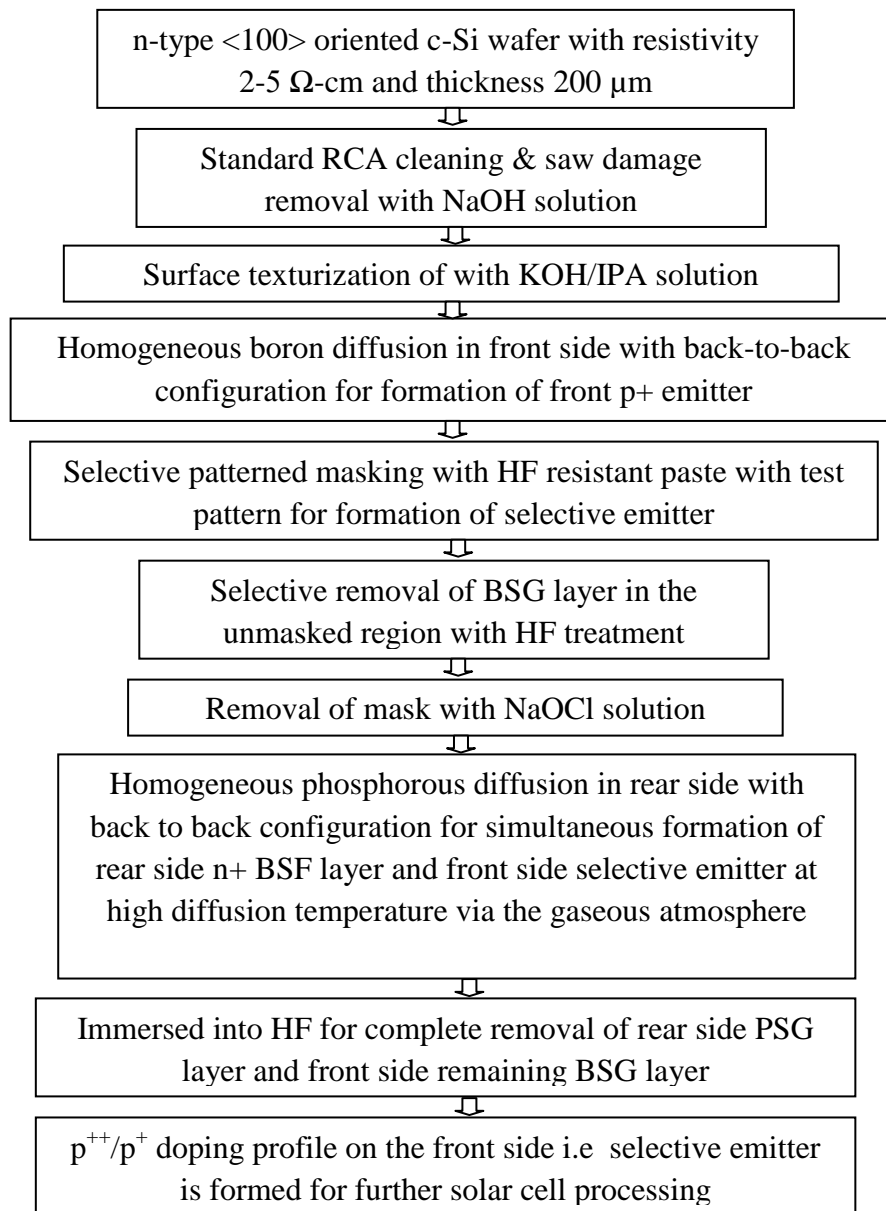 n-type <100> oriented c-Si wafer with resistivity
2-5 Ω-cm and thickness 200 µm
Standard RCA cleaning & saw damage
removal with NaOH solution
Surface texturization of with KOH/IPA solution
Homogeneous boron diffusion in front side with back-to-back
configuration for formation of front p+ emitter
Selective patterned masking with HF resistant paste with test
pattern for formation of selective emitter
Selective removal of BSG layer in the
unmasked region with HF treatment
Removal of mask with NaOCl solution
Homogeneous phosphorous diffusion in rear side with
back to back configuration for simultaneous formation of
rear side n+ BSF layer and front side selective emitter at
high diffusion temperature via the gaseous atmosphere
Immersed into HF for complete removal of rear side PSG
layer and front side remaining BSG layer
p⁺⁺/p⁺ doping profile on the front side i.e selective emitter
is formed for further solar cell processing